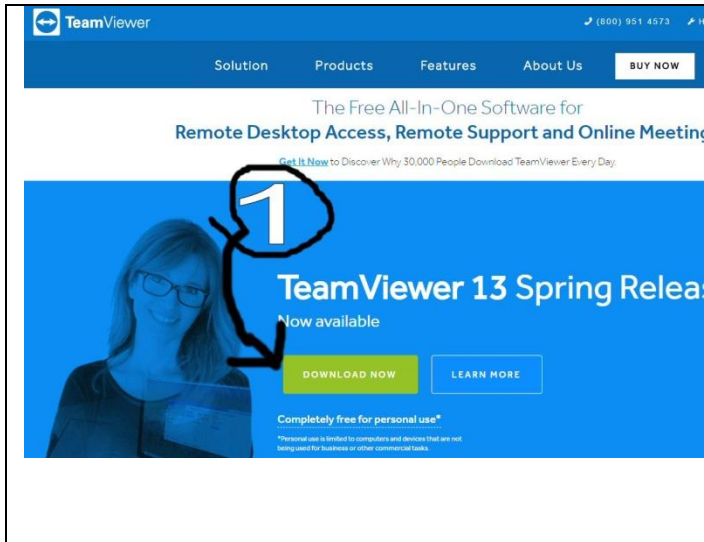 TeamViewer
(800) 951 4573
Solution Products Features About Us BUY NOW
The Free All-In-One Software for
Remote Desktop Access, Remote Support and Online Meeting
Get It Now to Discover Why 30,000 People Download TeamViewer Every Day.
1
TeamViewer 13 Spring
Now available
DOWNLOAD NOW LEARN MORE
Completely free for personal use*
*Personal use is limited to computers and devices that are not
being used for business or other commercial tasks.